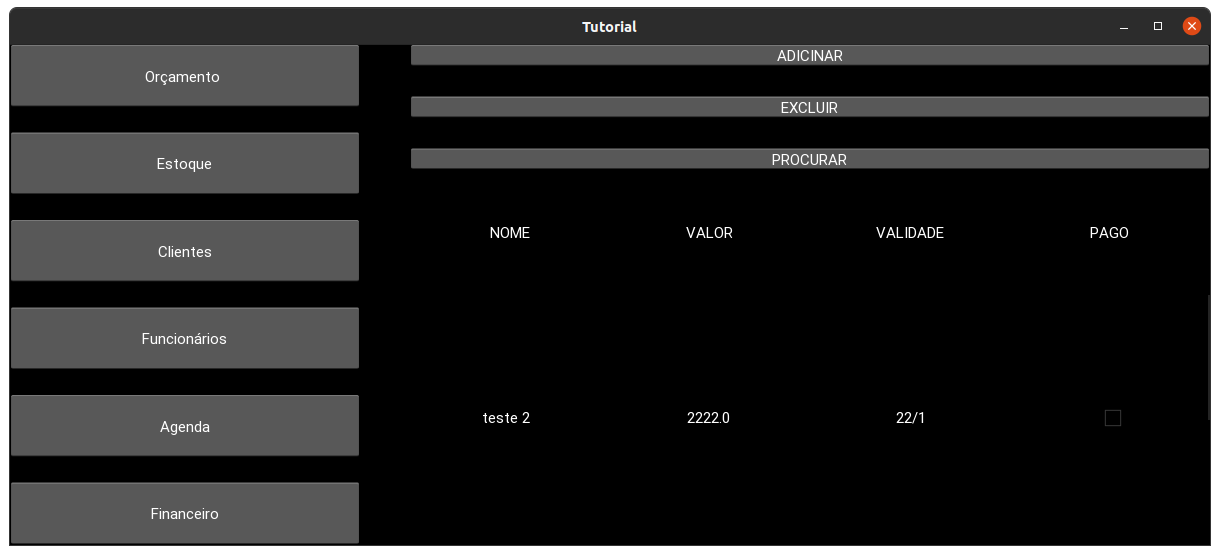 Tutorial
Orçamento
Estoque
Clientes
Funcionários
Agenda
Financeiro
ADICINAR
EXCLUIR
PROCURAR
NOME VALOR VALIDADE PAGO
teste 2 2222.0 22/1